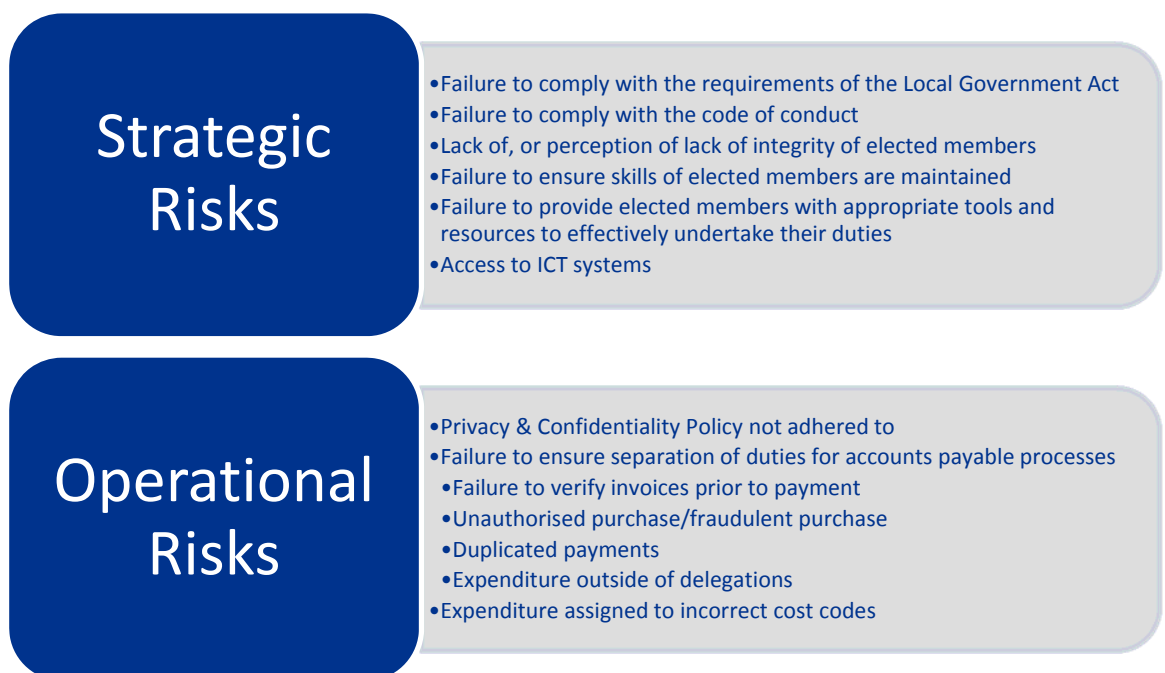 Strategic
Risks
•Failure to comply with the requirements of the Local Government Act
•Failure to comply with the code of conduct
•Lack of, or perception of lack of integrity of elected members
•Failure to ensure skills of elected members are maintained
•Failure to provide elected members with appropriate tools and
resources to effectively undertake their duties
•Access to ICT systems
Operational
Risks
•Privacy & Confidentiality Policy not adhered to
•Failure to ensure separation of duties for accounts payable processes
•Failure to verify invoices prior to payment
•Unauthorised purchase/fraudulent purchase
•Duplicated payments
•Expenditure outside of delegations
•Expenditure assigned to incorrect cost codes